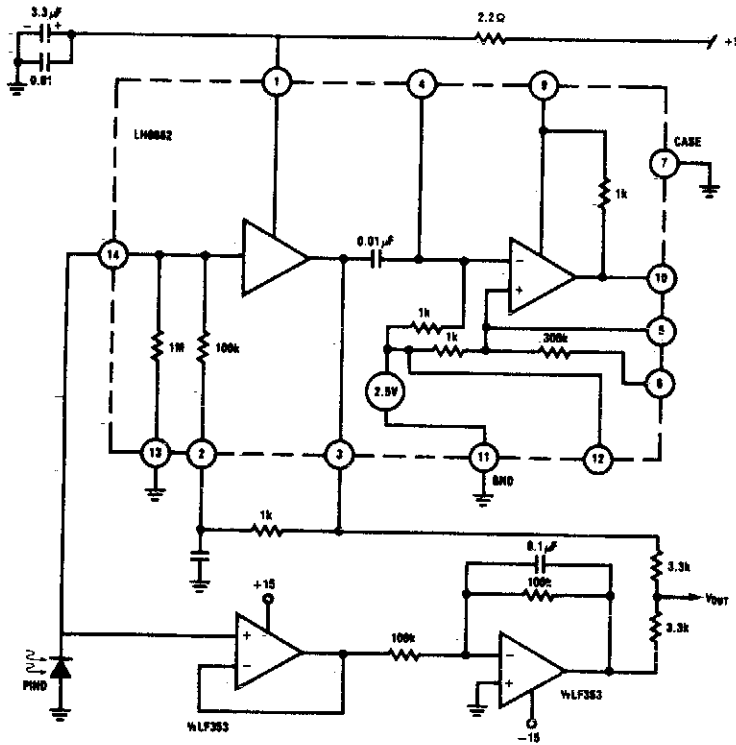 3.3 μF
2.2Ω
- +
0.01
1
4
9
LH0082
CASE
7
1k
0.01 μF
14
-
+
10
1k
5
1M
100k
1k
300k
6
2.5V
13
2
3
11
GND
12
1k
0.1 μF
+15
100k
3.3k
VOUT
100k
3.3k
+
-
-
+
PIND
½LF353
½LF353
-15